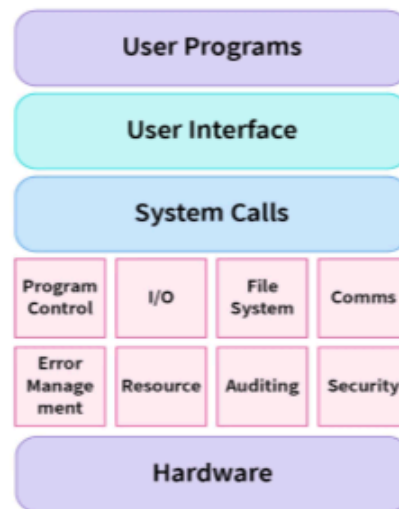 User Programs
User Interface
System Calls
Program
Control
I/O
File
System
Comms
Error
Manage
ment
Resource
Auditing
Security
Hardware